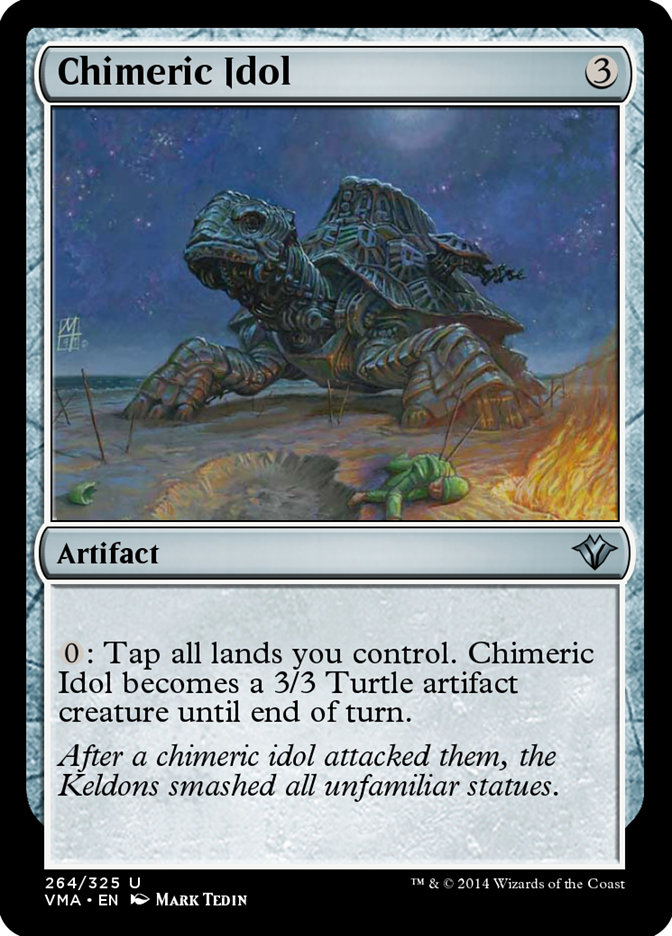 Chimeric Idol 3
Artifact
0: Tap all lands you control. Chimeric
Idol becomes a 3/3 Turtle artifact
creature until end of turn.
After a chimeric idol attacked them, the
Keldons smashed all unfamiliar statues.
264/325 U
VMA • EN Mark Tedin
™ & © 2014 Wizards of the Coast